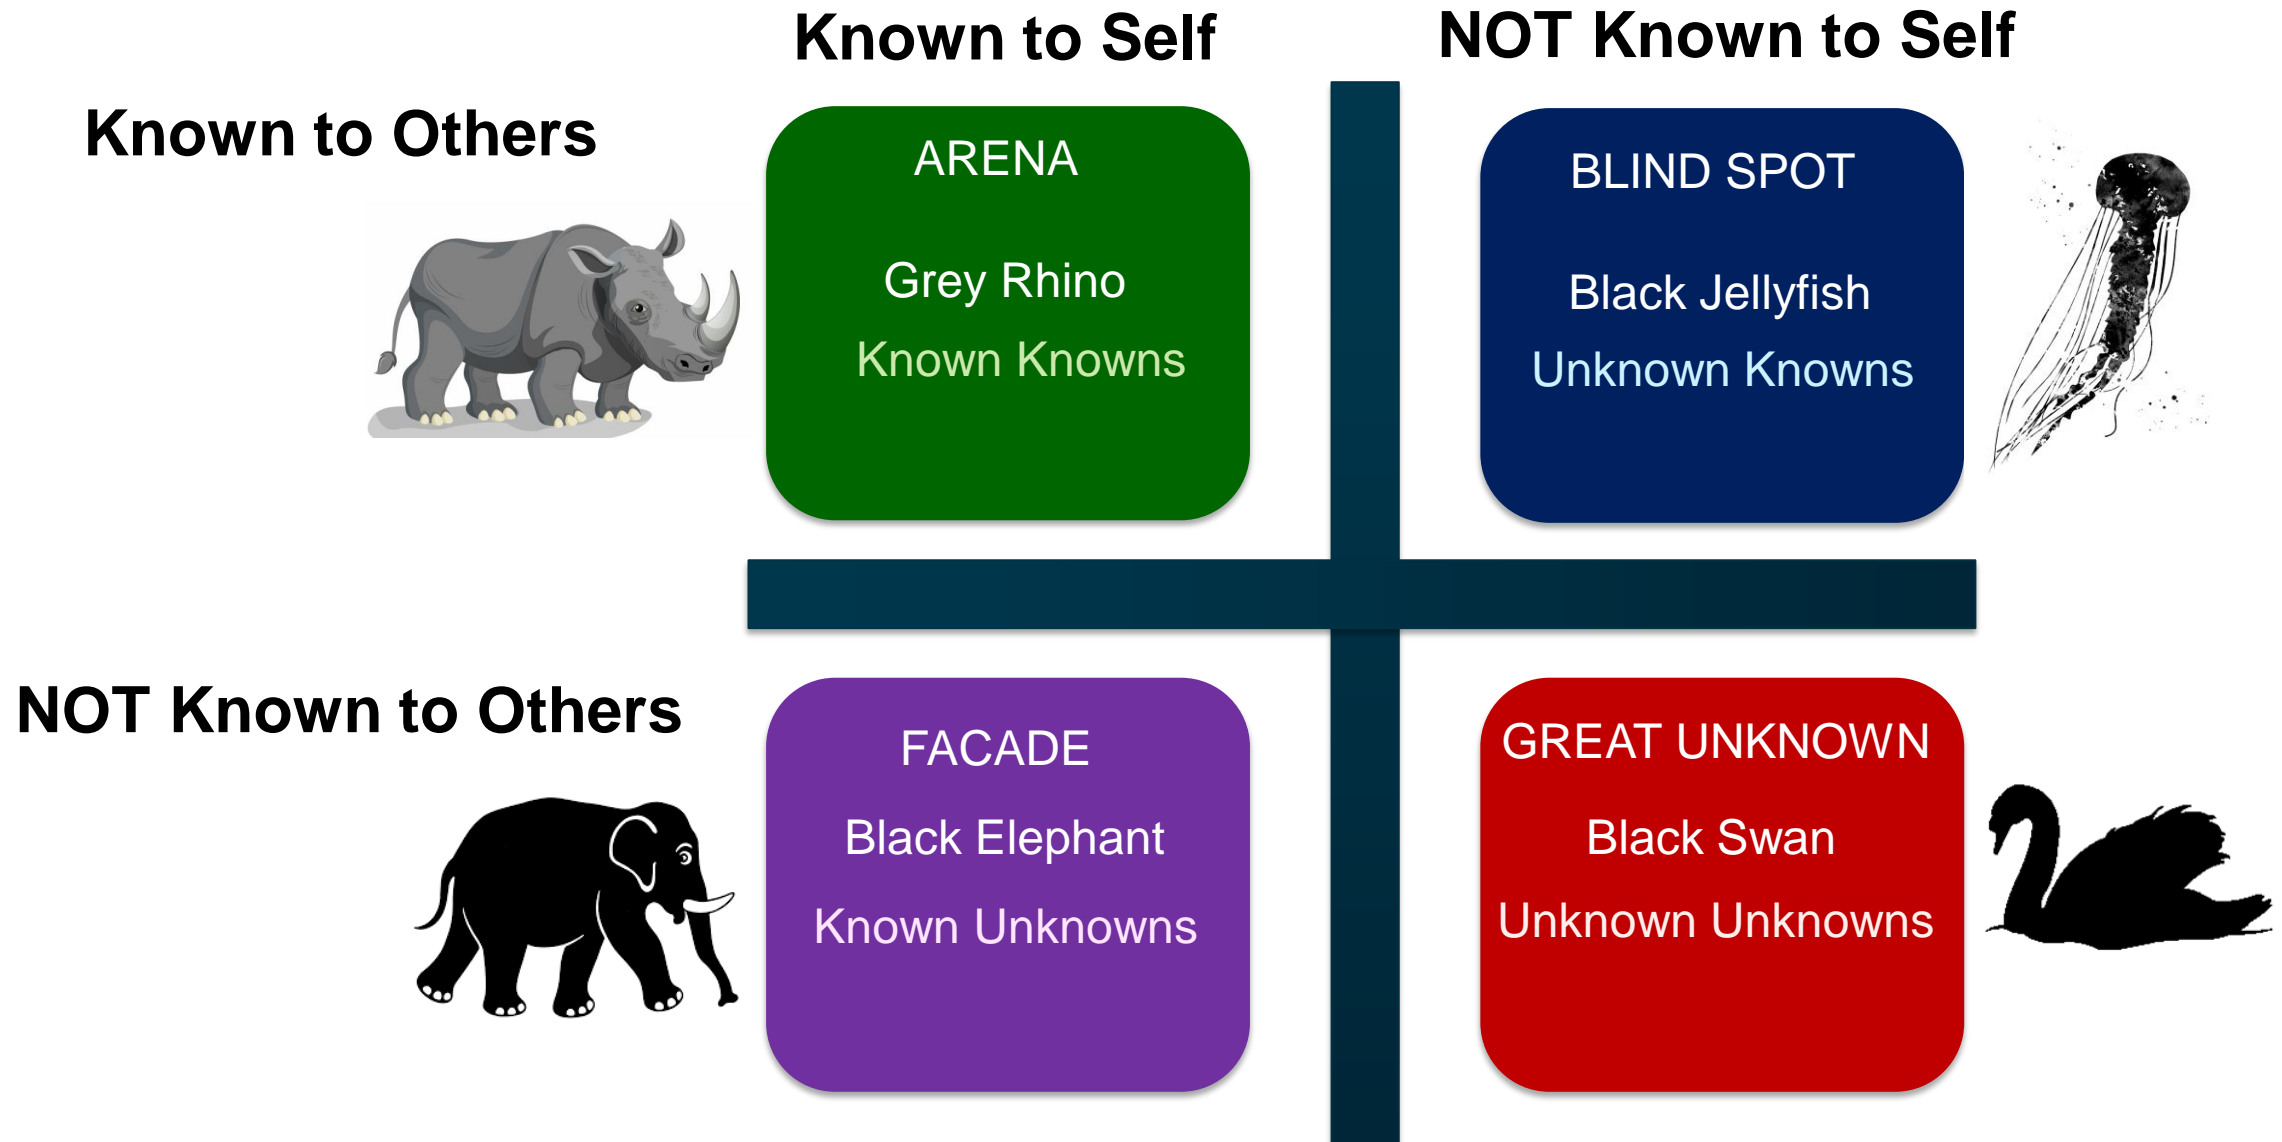 Known to Self
NOT Known to Self
Known to Others
ARENA
Grey Rhino
Known Knowns
BLIND SPOT
Black Jellyfish
Unknown Knowns
NOT Known to Others
FACADE
Black Elephant
Known Unknowns
GREAT UNKNOWN
Black Swan
Unknown Unknowns